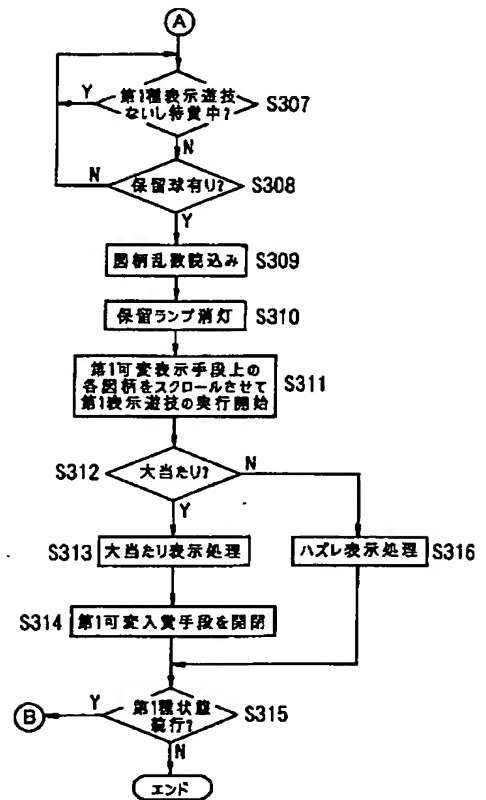 A
第1種表示遊技
ないし特賞中?
Y
S307
N
保留球有り?
N
S308
Y
図柄乱数読込み
S309
保留ランプ消灯
S310
第1可変表示手段上の
各図柄をスクロールさせて
第1表示遊技の実行開始
S311
S312
大当たり?
N
Y
S313
大当たり表示処理
ハズレ表示処理
S316
S314
第1可変入賞手段を開閉
B
Y
第1種状態
続行?
S315
N
エンド